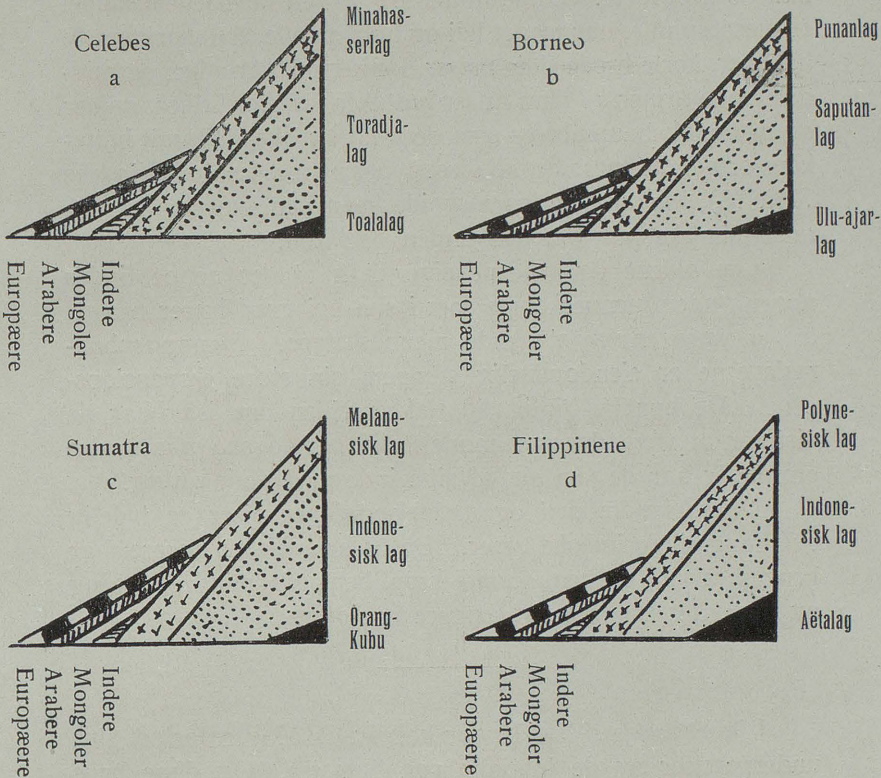 Celebes
a
Minahas-
serlag
Toradja-
lag
Toalalag
Europæere
Arabere
Mongoler
Indere
Borneo
b
Punanlag
Saputan-
lag
Ulu-ajar-
lag
Europæere
Arabere
Mongoler
Indere
Sumatra
c
Melane-
sisk lag
Indone-
sisk lag
Orang-
Kubu
Europæere
Arabere
Mongoler
Indere
Filippinene
d
Polyne-
sisk lag
Indone-
sisk lag
Aëtalag
Europæere
Arabere
Mongoler
Indere